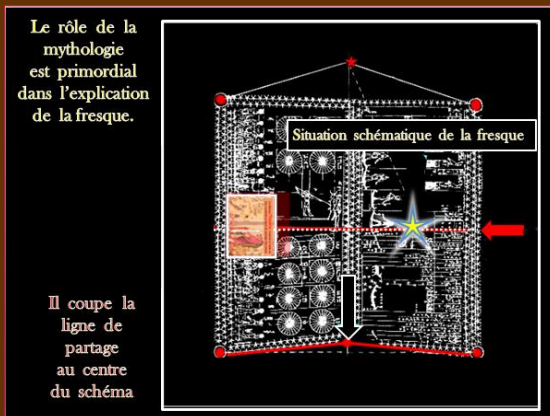 Le rôle de la
mythologie
est primordial
dans l'explication
de la fresque.
Situation schématique de la fresque
Il coupe la
ligne de
partage
au centre
du schéma